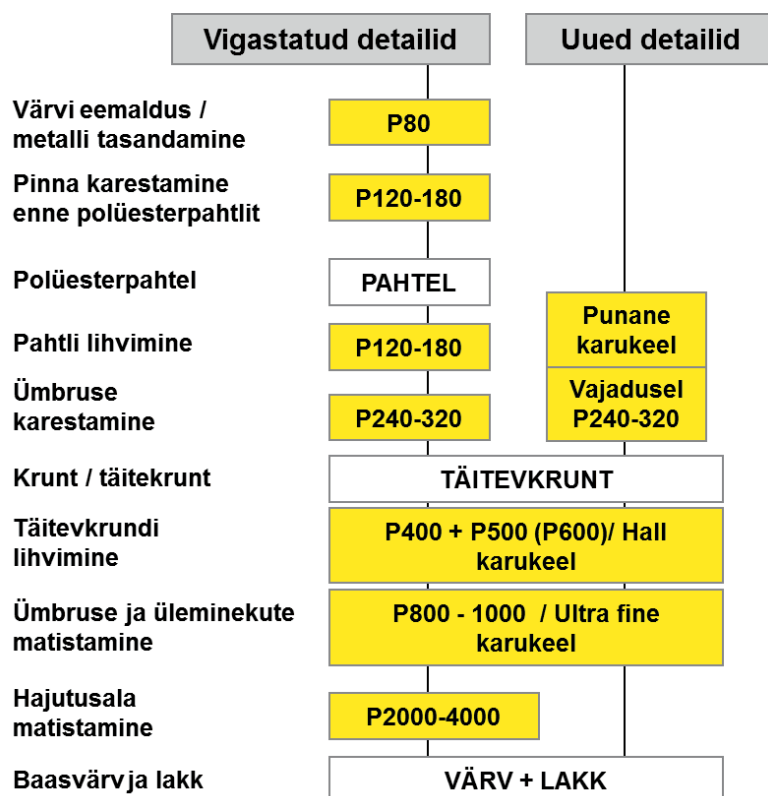 Vigastatud detailid
Uued detailid
Värvi eemaldus /
metalli tasandamine
P80
Pinna karestamine
enne polüesterpahtlit
P120-180
Polüesterpahtel
PAHTEL
Pahtli lihvimine
P120-180
Punane
karukeel
Ümbruse
karestamine
P240-320
Vajadusel
P240-320
Krunt / täitekrunt
TÄITEVKRUNT
Täitevkrundi
lihvimine
P400 + P500 (P600)/ Hall
karukeel
Ümbruse ja üleminekute
matistamine
P800 - 1000 / Ultra fine
karukeel
Hajutusala
matistamine
P2000-4000
Baasvärv ja lakk
VÄRV + LAKK